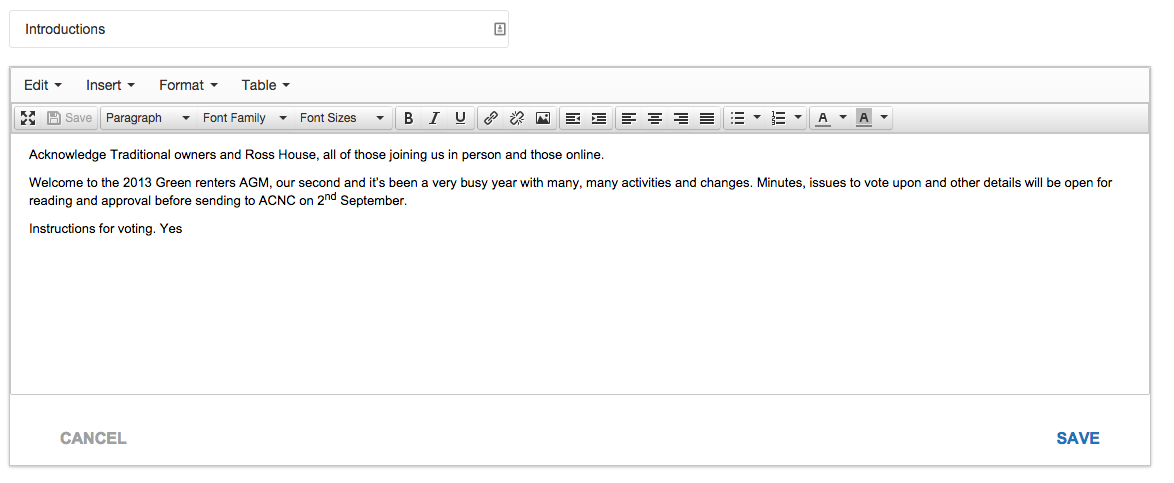 Introductions
Edit Insert Format Table
Save Paragraph Font Family Font Sizes B I U A A
Acknowledge Traditional owners and Ross House, all of those joining us in person and those online.
Welcome to the 2013 Green renters AGM, our second and it's been a very busy year with many, many activities and changes. Minutes, issues to vote upon and other details will be open for
reading and approval before sending to ACNC on 2nd September.
Instructions for voting. Yes
CANCEL SAVE